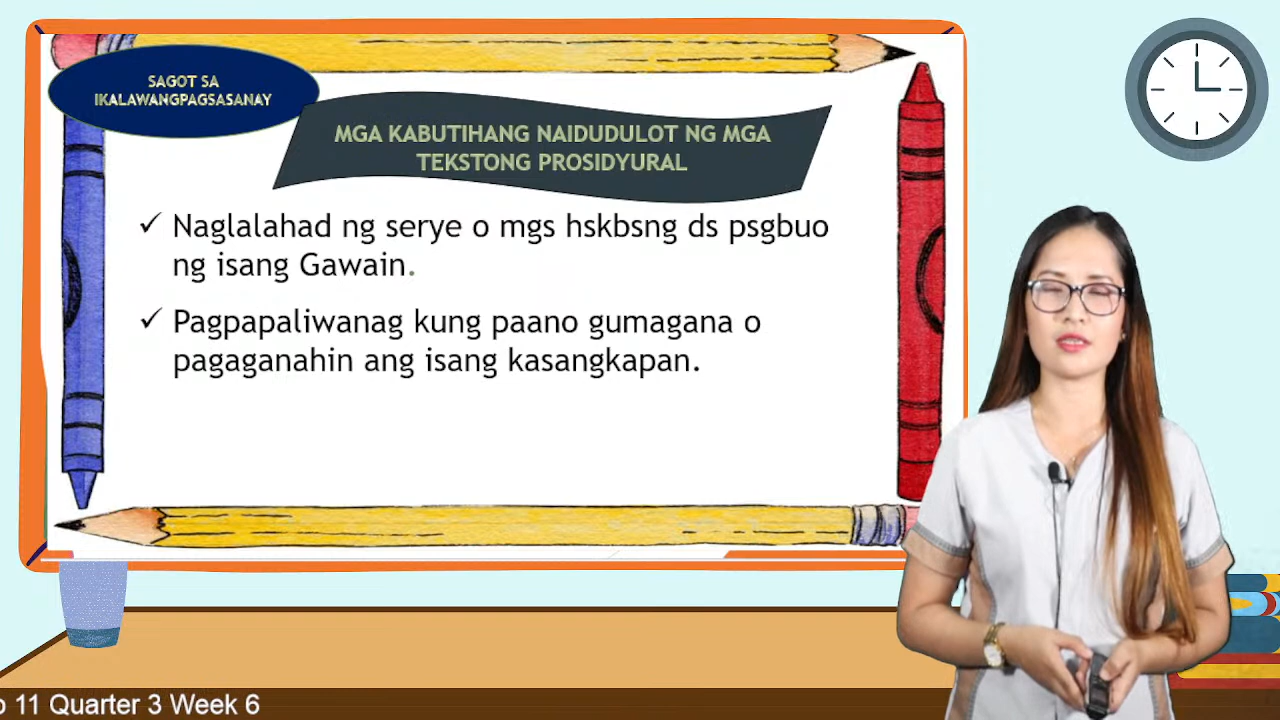 SAGOT SA
IKALAWANGPAGSASANAY
MGA KABUTIHANG NAIDUDULOT NG MGA
TEKSTONG PROSIDYURAL
✓ Naglalahad ng serye o mgs hskbsng ds psgbuo
ng isang Gawain.
✓ Pagpapaliwanag kung paano gumagana o
pagaganahin ang isang kasangkapan.
11 Quarter 3 Week 6